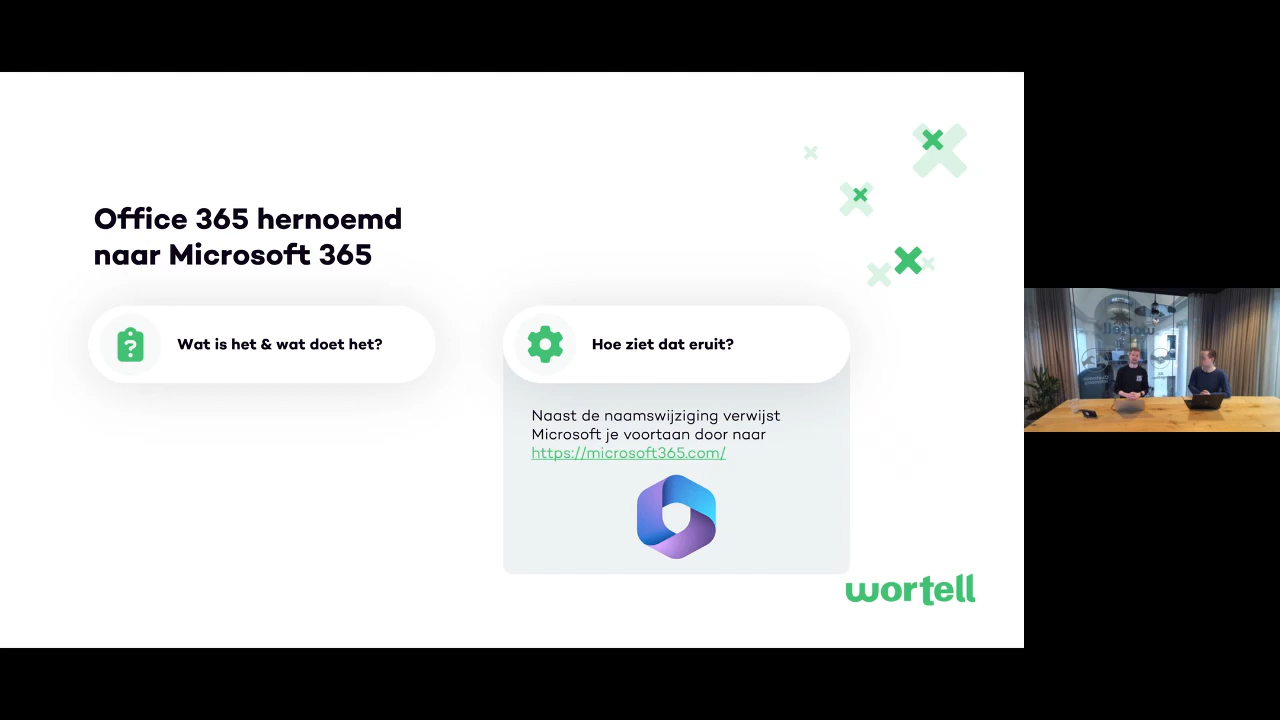 Office 365 hernoemd
naar Microsoft 365
Wat is het & wat doet het?
Hoe ziet dat eruit?
Naast de naamswijziging verwijst
Microsoft je voortaan door naar
https://microsoft365.com/
wortell